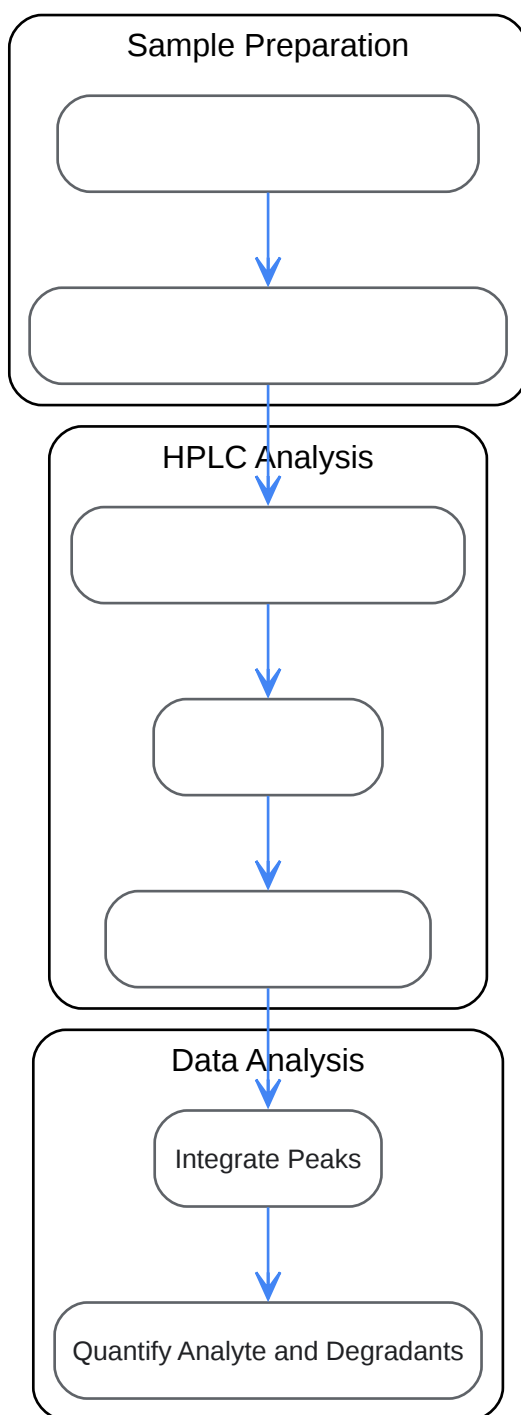 Sample Preparation
HPLC Analysis
Data Analysis
Integrate Peaks
Quantify Analyte and Degradants